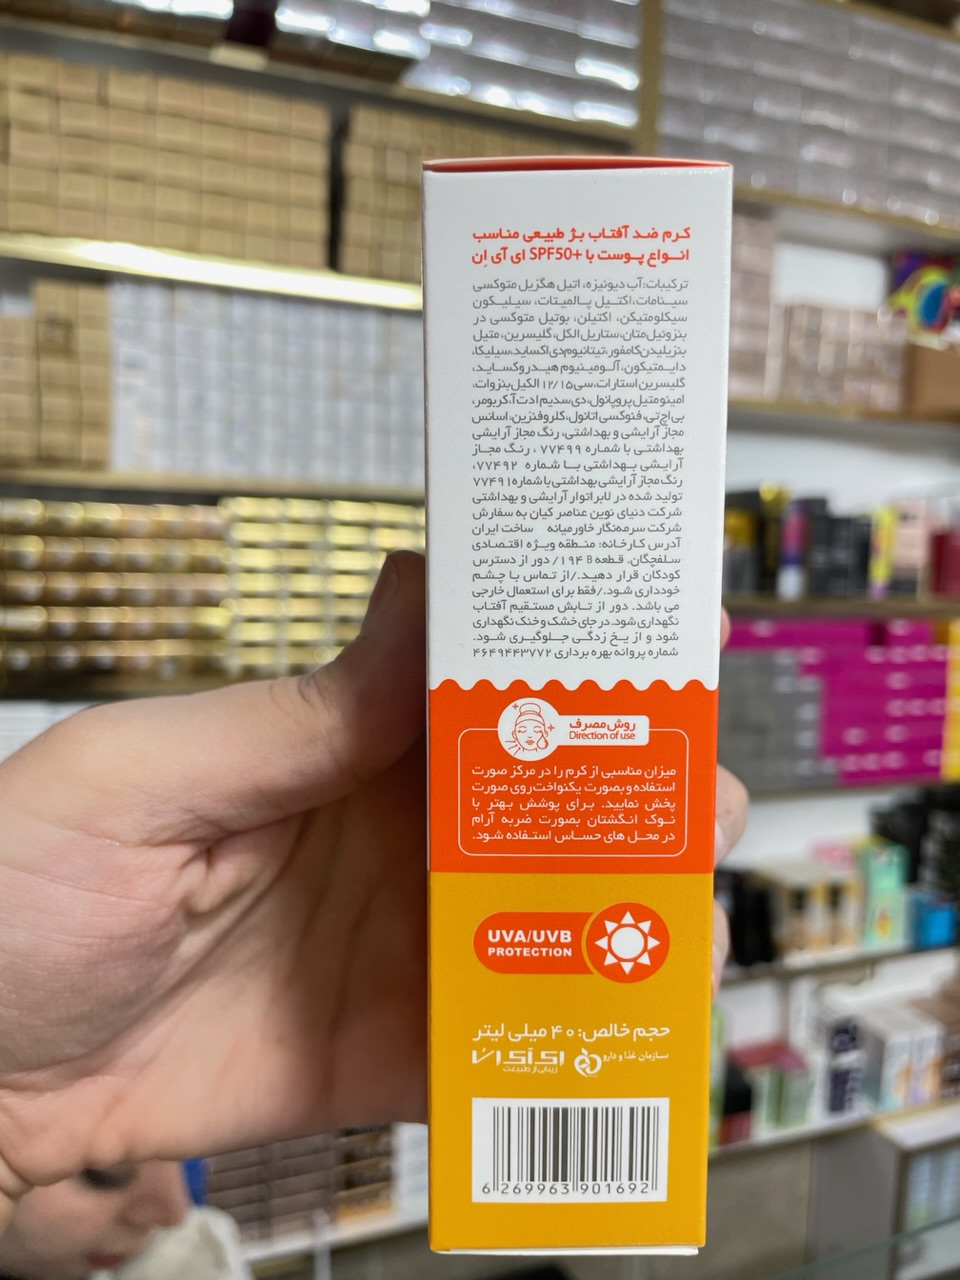 کرم ضد آفتاب بژ طبیعی مناسب
انواع پوست با +SPF50 ای آی اِن
ترکیبات: آب دیونیزه، اتیل هگزیل متوکسی
سینامات، اکتیل پالمیتات، سیلیکون
سیکلومتیکن، اکتیلن، بوتیل متوکسی در
بنزوئیل متان، ستاریل الکل، گلیسرین، متیل
بنزیلیدن کامفور، تیتانیوم دی اکساید، سیلیکا،
دایمتیکون، آلومینیوم هیدروکساید،
گلیسرین استارات، سی ۱۲/۱۵ الکیل بنزوات،
امینو متیل پروپانول، دی سدیم ادت آ، کربومر،
بی اچ تی، فنوکسی اتانول، کلروفنزین، اسانس
مجاز آرایشی و بهداشتی، رنگ مجاز آرایشی
بهداشتی با شماره ۷۷۴۹۹ ، رنگ مجاز
آرایشی بهداشتی با شماره ۷۷۴۹۲،
رنگ مجاز آرایشی بهداشتی با شماره ۷۷۴۹۱
تولید شده در لابراتوار آرایشی و بهداشتی
شرکت دنیای نوین عناصر کیان به سفارش
شرکت سرمه‌نگار خاورمیانه ساخت ایران
آدرس کارخانه: منطقه ویژه اقتصادی
سلفچگان. قطعه ۱۹۴ B/ دور از دسترس
کودکان قرار دهید./از تماس با چشم
خودداری شود./فقط برای استعمال خارجی
می باشد. دور از تابش مستقیم آفتاب
نگهداری شود. در جای خشک و خنک نگهداری
شود و از یخ زدگی جلوگیری شود.
شماره پروانه بهره برداری ۴۶۴۹۴۴۳۷۷۲
روش مصرف
Direction of use
میزان مناسبی از کرم را در مرکز صورت
استفاده و بصورت یکنواخت روی صورت
پخش نمایید. برای پوشش بهتر با
نوک انگشتان بصورت ضربه آرام
در محل های حساس استفاده شود.
UVA/UVB
PROTECTION
حجم خالص: ۴۰ میلی لیتر
سازمان غذا و دارو
ای آی اِن
زیبایی از طبیعت
6 269963 901692